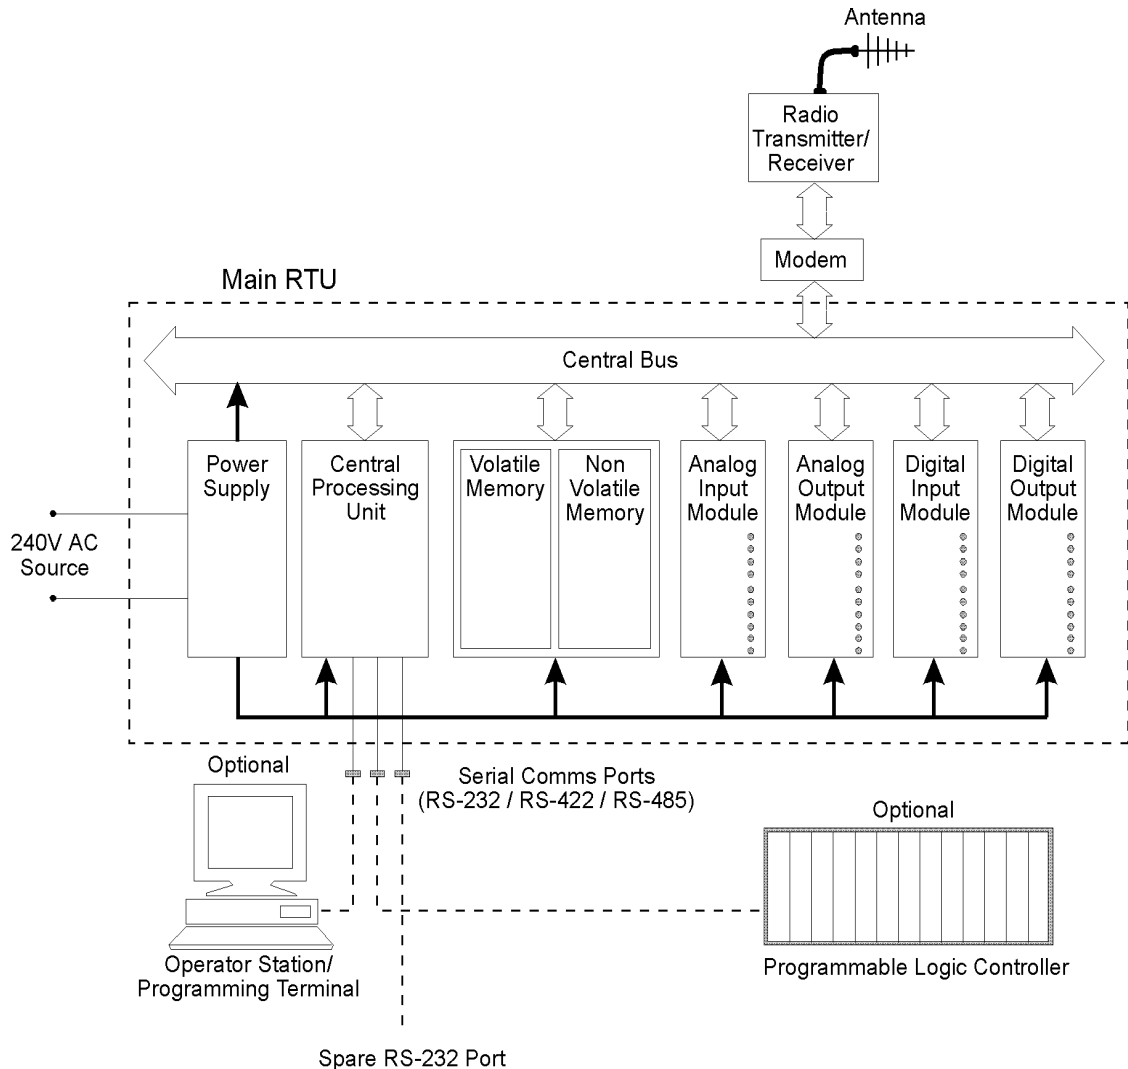 Antenna
Radio
Transmitter/
Receiver
Modem
Main RTU
Central Bus
Power
Supply
Central
Processing
Unit
Volatile
Memory
Non
Volatile
Memory
Analog
Input
Module
Analog
Output
Module
Digital
Input
Module
Digital
Output
Module
240V AC
Source
Optional
Serial Comms Ports
(RS-232 / RS-422 / RS-485)
Optional
Operator Station/
Programming Terminal
Programmable Logic Controller
Spare RS-232 Port